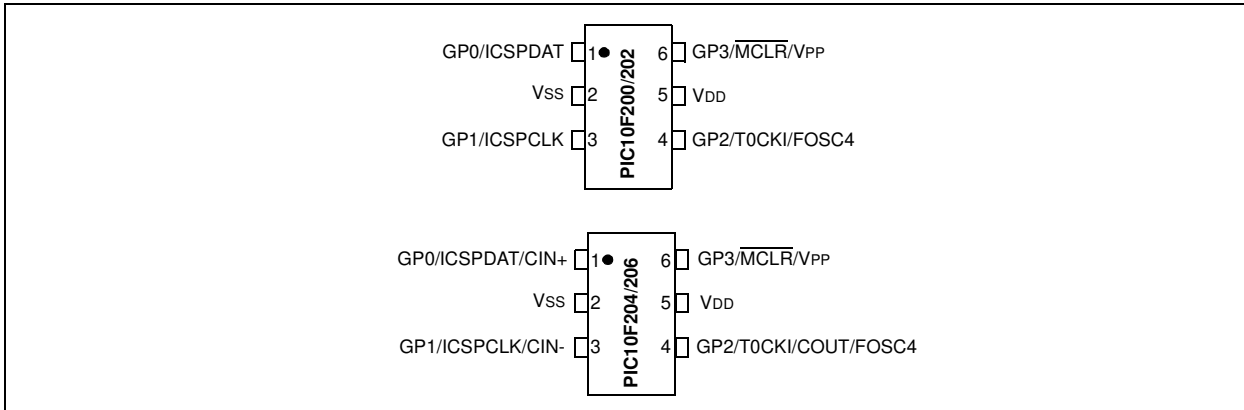 GP0/ICSPDAT 1 6 GP3/MCLR/VPP
VSS 2 5 VDD
GP1/ICSPCLK 3 4 GP2/T0CKI/FOSC4
PIC10F200/202
GP0/ICSPDAT/CIN+ 1 6 GP3/MCLR/VPP
VSS 2 5 VDD
GP1/ICSPCLK/CIN- 3 4 GP2/T0CKI/COUT/FOSC4
PIC10F204/206